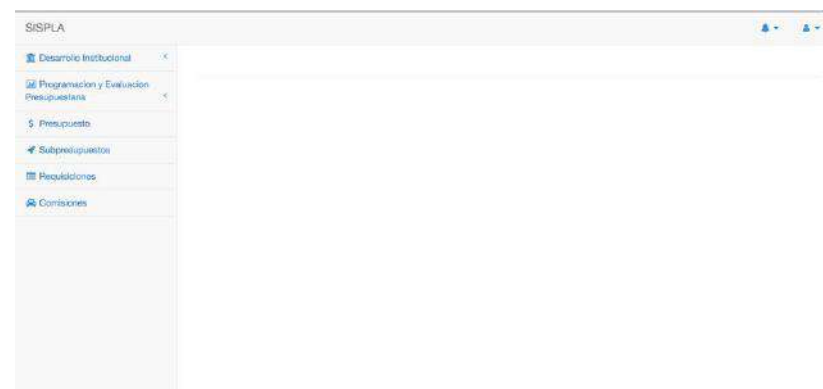 SISPLA
Desarrollo Institucional
Programacion y Evaluacion
Presupuestaria
$ Presupuesto
Subpresupuestos
Requisiciones
Comisiones